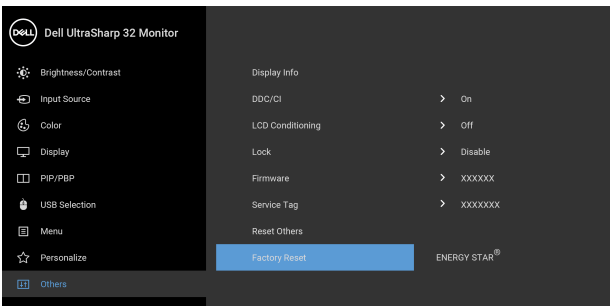 DELL Dell UltraSharp 32 Monitor
Brightness/Contrast Display Info
Input Source DDC/CI On
Color LCD Conditioning Off
Display Lock Disable
PIP/PBP Firmware XXXXXX
USB Selection Service Tag XXXXXXX
Menu Reset Others
Personalize Factory Reset ENERGY STAR®
Others